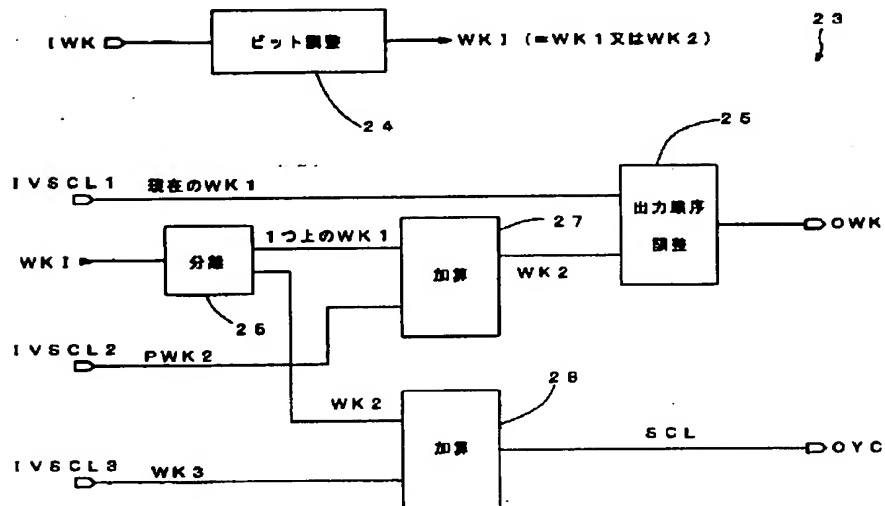 23
IWK
ビット調整
WKI (=WK1又はWK2)
24
25
IVSCL1
現在のWK1
出力順序
調整
OWK
27
1つ上のWK1
WKI
分離
加算
WK2
26
IVSCL2
PWK2
28
WK2
加算
SCL
OYC
IVSCL3
WK3